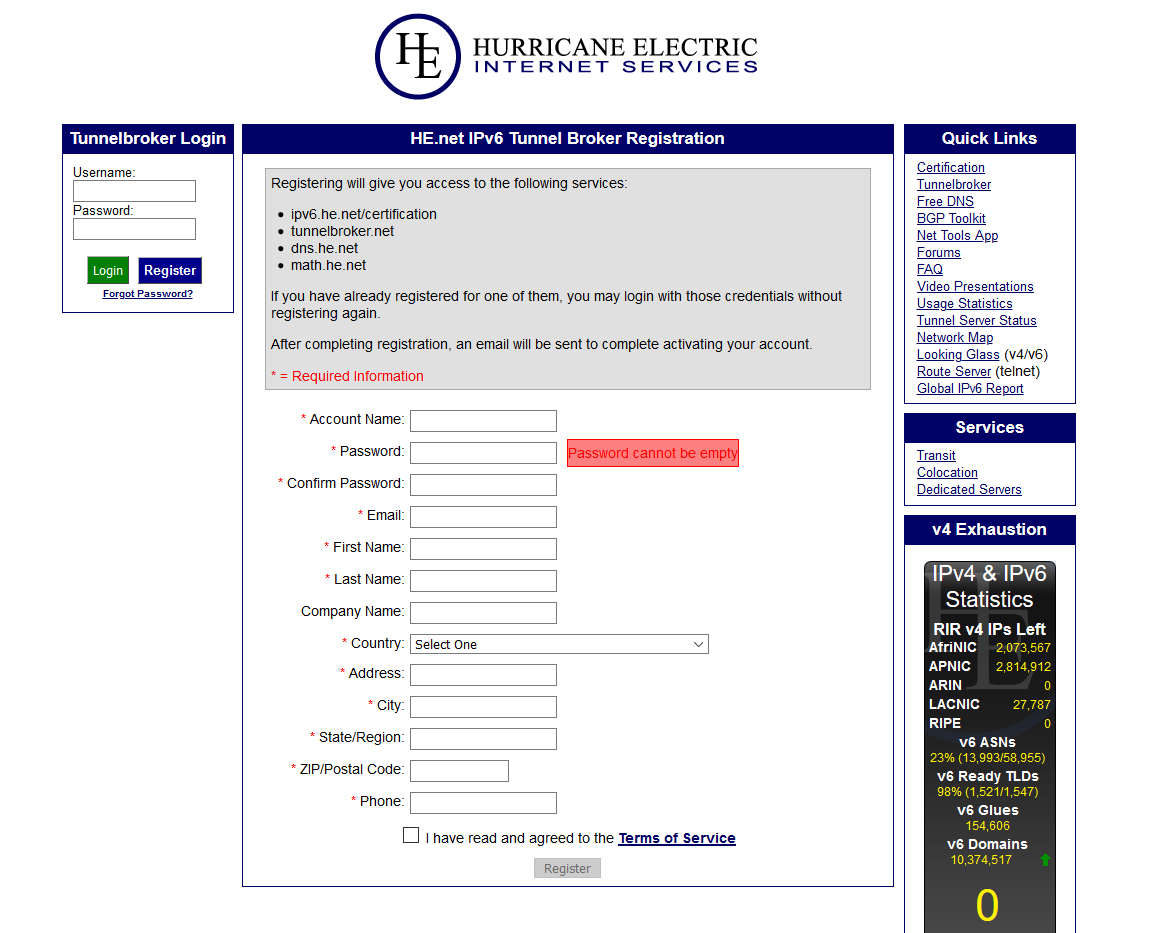 HE
HURRICANE ELECTRIC
INTERNET SERVICES
Tunnelbroker Login
Username:
Password:
Login Register
Forgot Password?
HE.net IPv6 Tunnel Broker Registration
Registering will give you access to the following services:
• ipv6.he.net/certification
• tunnelbroker.net
• dns.he.net
• math.he.net
If you have already registered for one of them, you may login with those credentials without
registering again.
After completing registration, an email will be sent to complete activating your account.
* = Required Information
* Account Name:
* Password: Password cannot be empty
* Confirm Password:
* Email:
* First Name:
* Last Name:
Company Name:
* Country: Select One
* Address:
* City:
* State/Region:
* ZIP/Postal Code:
* Phone:
I have read and agreed to the Terms of Service
Register
Quick Links
Certification
Tunnelbroker
Free DNS
BGP Toolkit
Net Tools App
Forums
FAQ
Video Presentations
Usage Statistics
Tunnel Server Status
Network Map
Looking Glass (v4/v6)
Route Server (telnet)
Global IPv6 Report
Services
Transit
Colocation
Dedicated Servers
v4 Exhaustion
IPv4 & IPv6
Statistics
RIR v4 IPs Left
AfriNIC 2,073,567
APNIC 2,814,912
ARIN 0
LACNIC 27,787
RIPE 0
v6 ASNs
23% (13,993/58,955)
v6 Ready TLDs
98% (1,521/1,547)
v6 Glues
154,606
v6 Domains
10,374,517
0